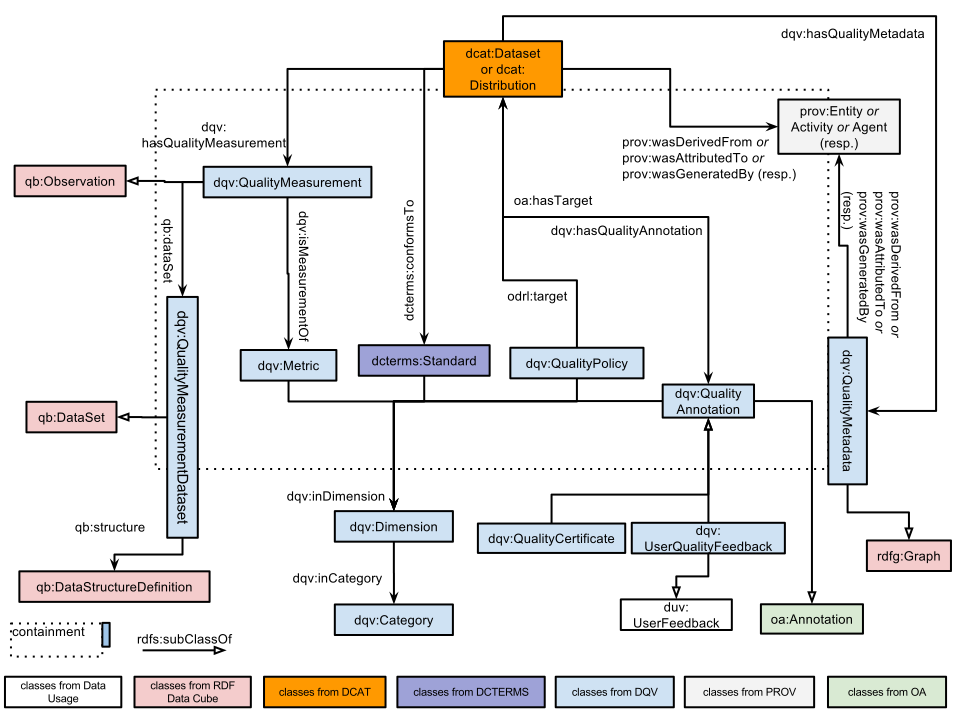 dqv:hasQualityMetadata
dcat:Dataset
or dcat:
Distribution
prov:Entity or
Activity or Agent
(resp.)
dqv:
hasQualityMeasurement
prov:wasDerivedFrom or
prov:wasAttributedTo or
prov:wasGeneratedBy (resp.)
qb:Observation
dqv:QualityMeasurement
oa:hasTarget
dqv:hasQualityAnnotation
qb:dataSet
dqv:isMeasurementOf
dcterms:conformsTo
prov:wasDerivedFrom or
prov:wasAttributedTo or
prov:wasGeneratedBy
(resp.)
odrl:target
dqv:QualityMeasurementDataset
dqv:Metric
dcterms:Standard
dqv:QualityPolicy
dqv:Quality
Annotation
dqv:QualityMetadata
qb:DataSet
dqv:inDimension
qb:structure
dqv:Dimension
dqv:QualityCertificate
dqv:
UserQualityFeedback
rdfg:Graph
qb:DataStructureDefinition
dqv:inCategory
dqv:Category
duv:
UserFeedback
oa:Annotation
containment
rdfs:subClassOf
classes from Data
Usage
classes from RDF
Data Cube
classes from DCAT
classes from DCTERMS
classes from DQV
classes from PROV
classes from OA